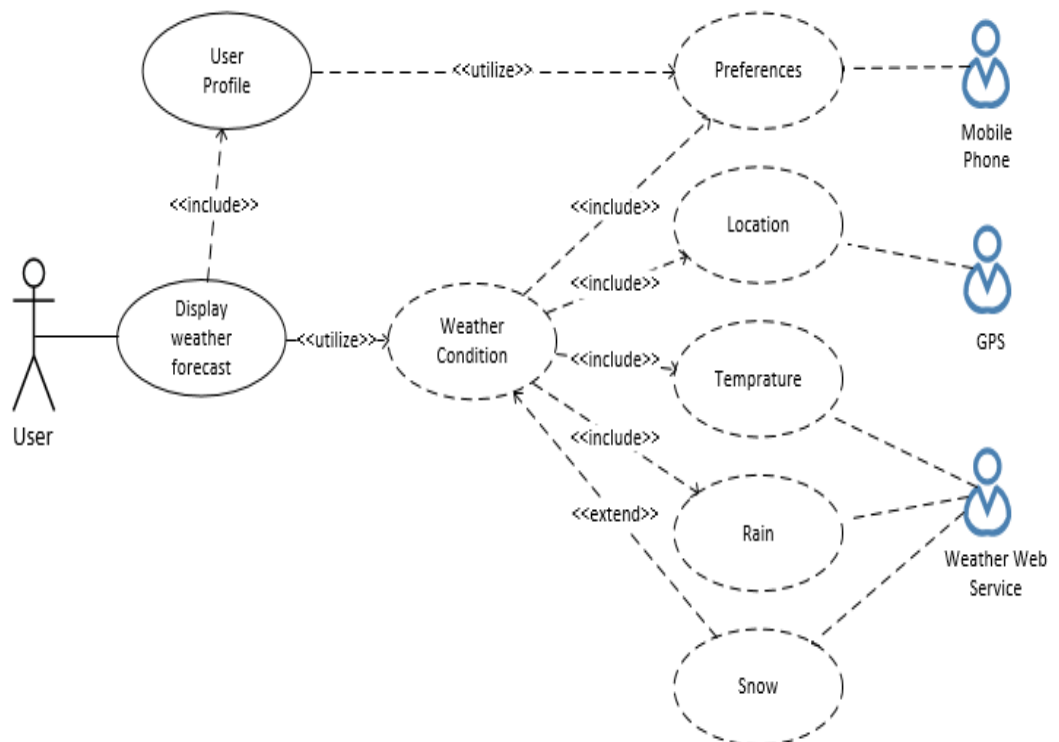 User
Profile
<<utilize>>
Preferences
Mobile
Phone
<<include>>
<<include>>
Location
<<include>>
GPS
User
Display
weather
forecast
<<utilize>>
Weather
Condition
<<include>>
Temprature
<<include>>
Rain
<<extend>>
Weather Web
Service
Snow